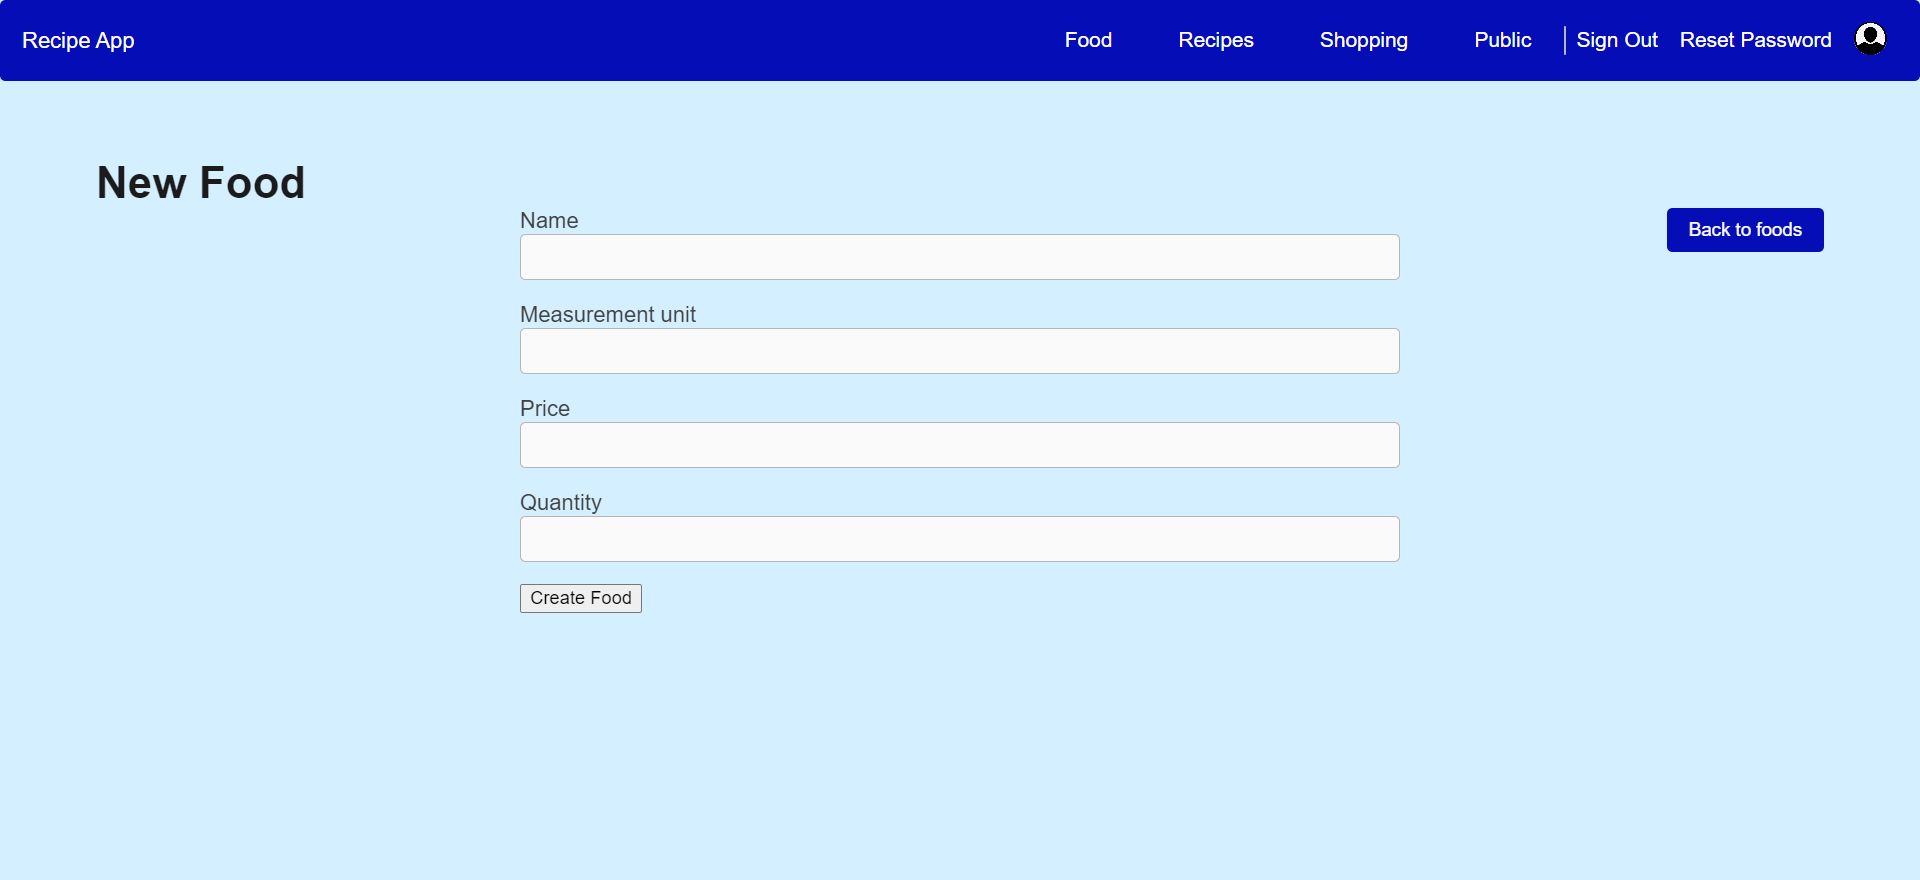 Recipe App
Food Recipes Shopping Public Sign Out Reset Password
New Food
Name
Back to foods
Measurement unit
Price
Quantity
Create Food